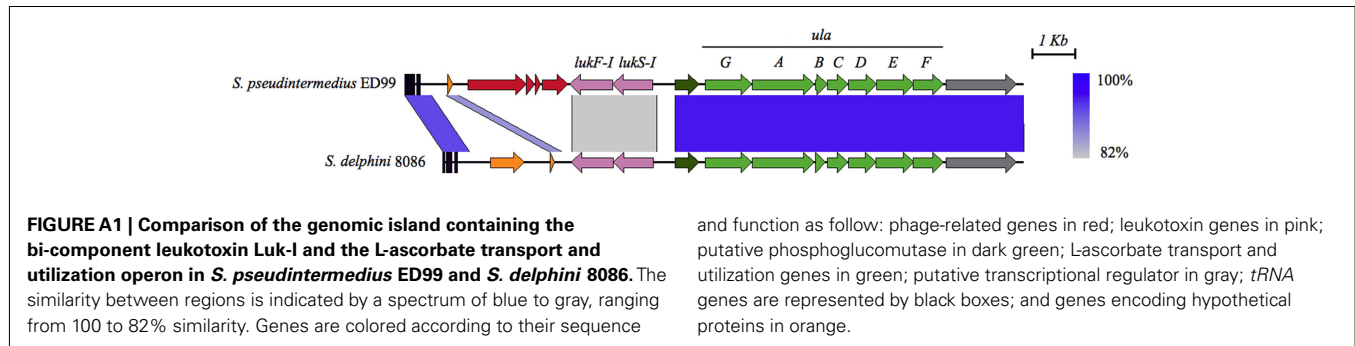 ula
1 Kb
lukF-I lukS-I G A B C D E F
S. pseudintermedius ED99
100%
82%
S. delphini 8086
FIGURE A1 | Comparison of the genomic island containing the
bi-component leukotoxin Luk-I and the L-ascorbate transport and
utilization operon in S. pseudintermedius ED99 and S. delphini 8086. The
similarity between regions is indicated by a spectrum of blue to gray, ranging
from 100 to 82% similarity. Genes are colored according to their sequence
and function as follow: phage-related genes in red; leukotoxin genes in pink;
putative phosphoglucomutase in dark green; L-ascorbate transport and
utilization genes in green; putative transcriptional regulator in gray; tRNA
genes are represented by black boxes; and genes encoding hypothetical
proteins in orange.